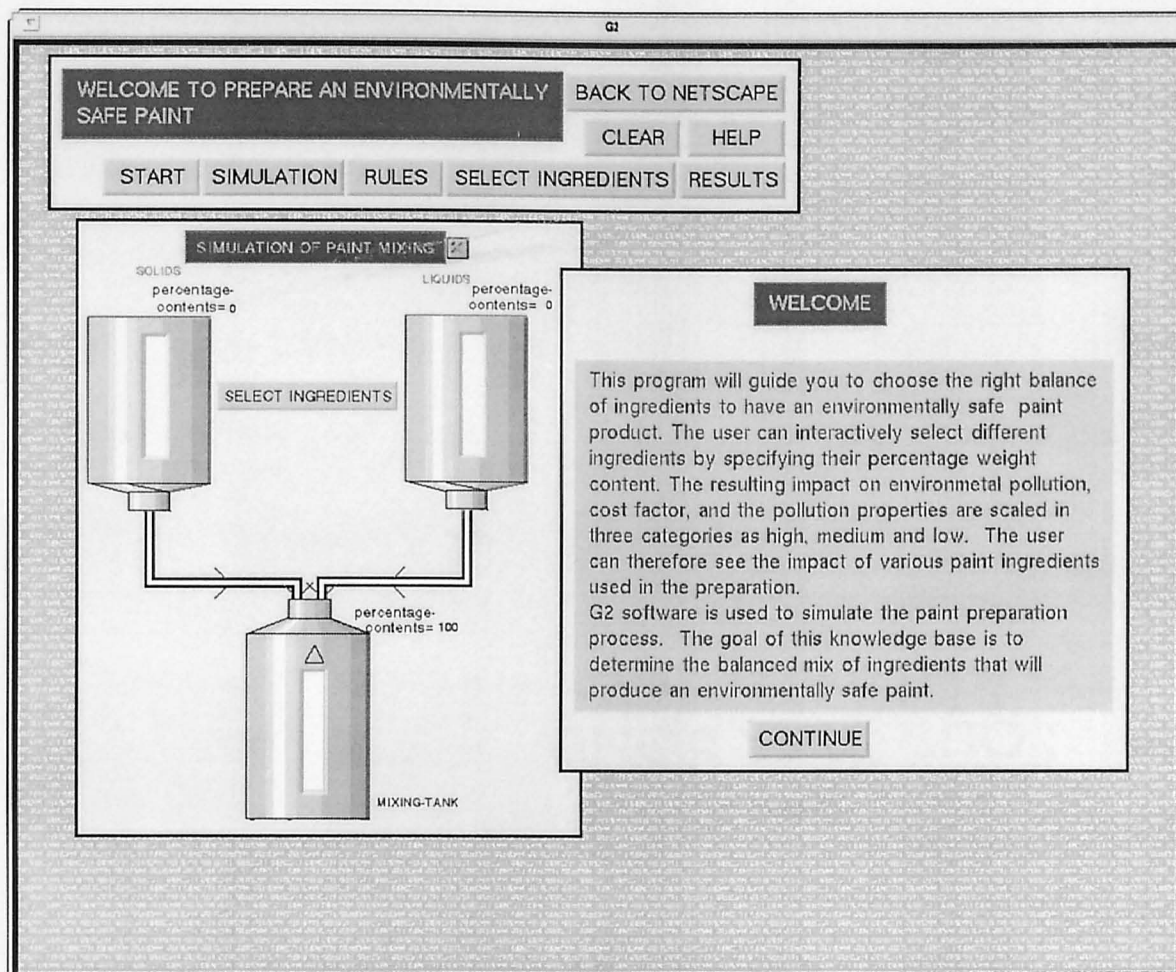 G2
WELCOME TO PREPARE AN ENVIRONMENTALLY
SAFE PAINT
BACK TO NETSCAPE
CLEAR
HELP
START
SIMULATION
RULES
SELECT INGREDIENTS
RESULTS
SIMULATION OF PAINT MIXING
SOLIDS
percentage-
contents= 0
LIQUIDS
percentage-
contents= 0
SELECT INGREDIENTS
percentage-
contents= 100
MIXING-TANK
WELCOME
This program will guide you to choose the right balance
of ingredients to have an environmentally safe paint
product. The user can interactively select different
ingredients by specifying their percentage weight
content. The resulting impact on environmetal pollution,
cost factor, and the pollution properties are scaled in
three categories as high, medium and low. The user
can therefore see the impact of various paint ingredients
used in the preparation.
G2 software is used to simulate the paint preparation
process. The goal of this knowledge base is to
determine the balanced mix of ingredients that will
produce an environmentally safe paint.
CONTINUE